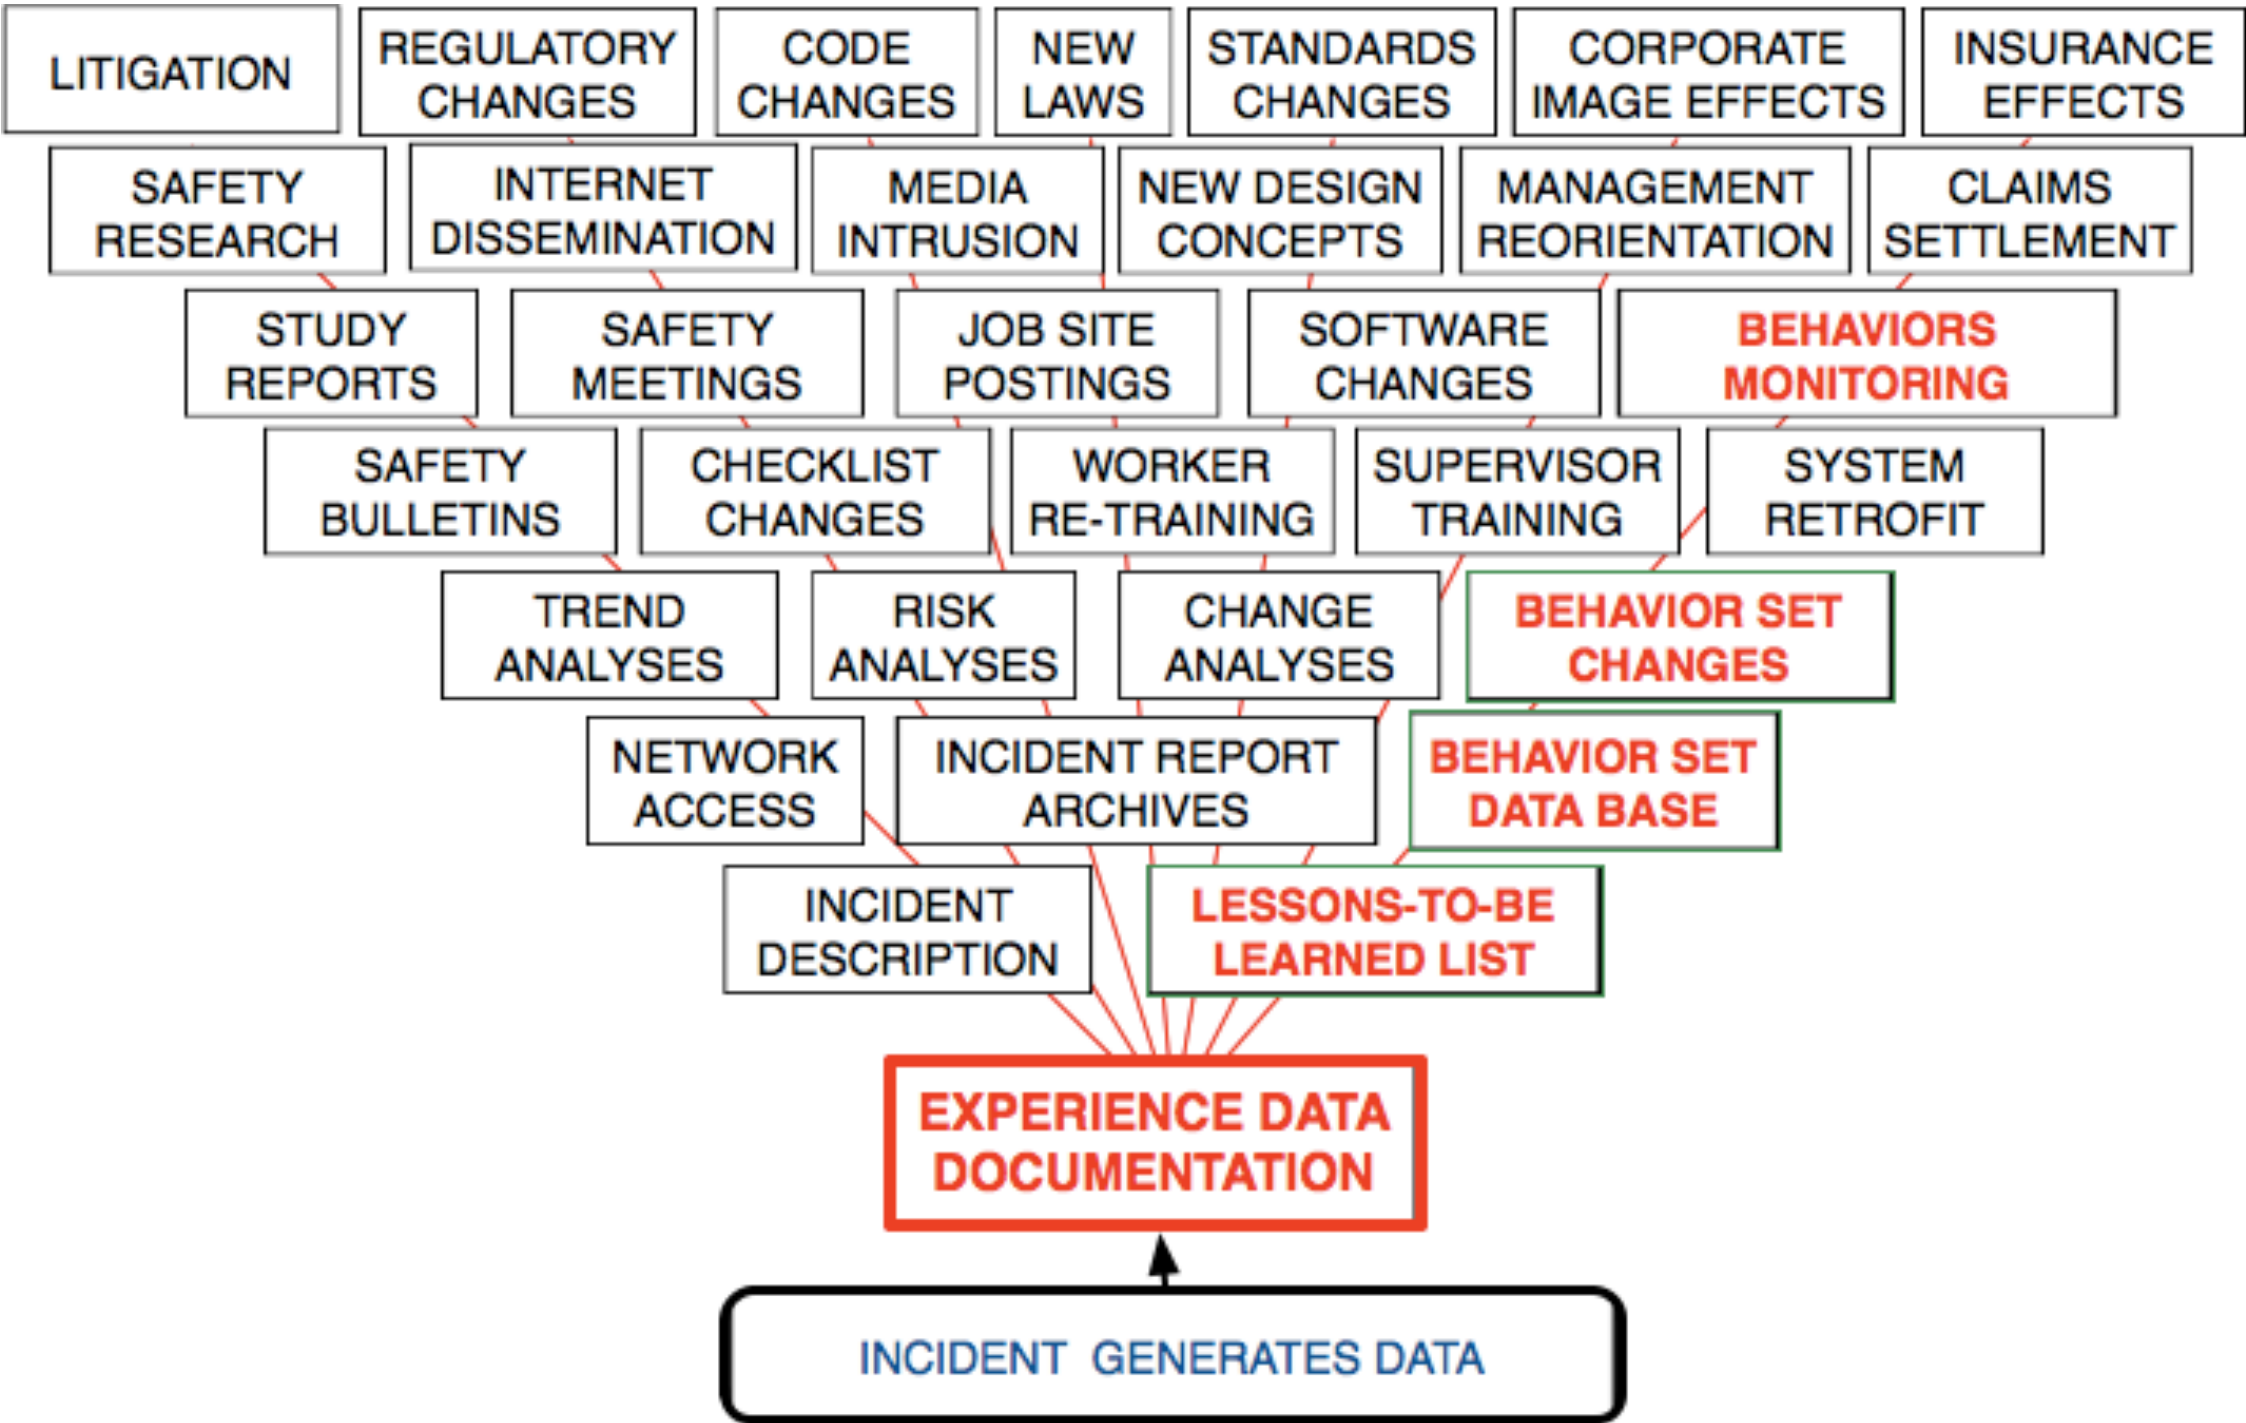 LITIGATION
REGULATORY
CHANGES
CODE
CHANGES
NEW
LAWS
STANDARDS
CHANGES
CORPORATE
IMAGE EFFECTS
INSURANCE
EFFECTS
SAFETY
RESEARCH
INTERNET
DISSEMINATION
MEDIA
INTRUSION
NEW DESIGN
CONCEPTS
MANAGEMENT
REORIENTATION
CLAIMS
SETTLEMENT
STUDY
REPORTS
SAFETY
MEETINGS
JOB SITE
POSTINGS
SOFTWARE
CHANGES
BEHAVIORS
MONITORING
SAFETY
BULLETINS
CHECKLIST
CHANGES
WORKER
RE-TRAINING
SUPERVISOR
TRAINING
SYSTEM
RETROFIT
TREND
ANALYSES
RISK
ANALYSES
CHANGE
ANALYSES
BEHAVIOR SET
CHANGES
NETWORK
ACCESS
INCIDENT REPORT
ARCHIVES
BEHAVIOR SET
DATA BASE
INCIDENT
DESCRIPTION
LESSONS-TO-BE
LEARNED LIST
EXPERIENCE DATA
DOCUMENTATION
INCIDENT GENERATES DATA